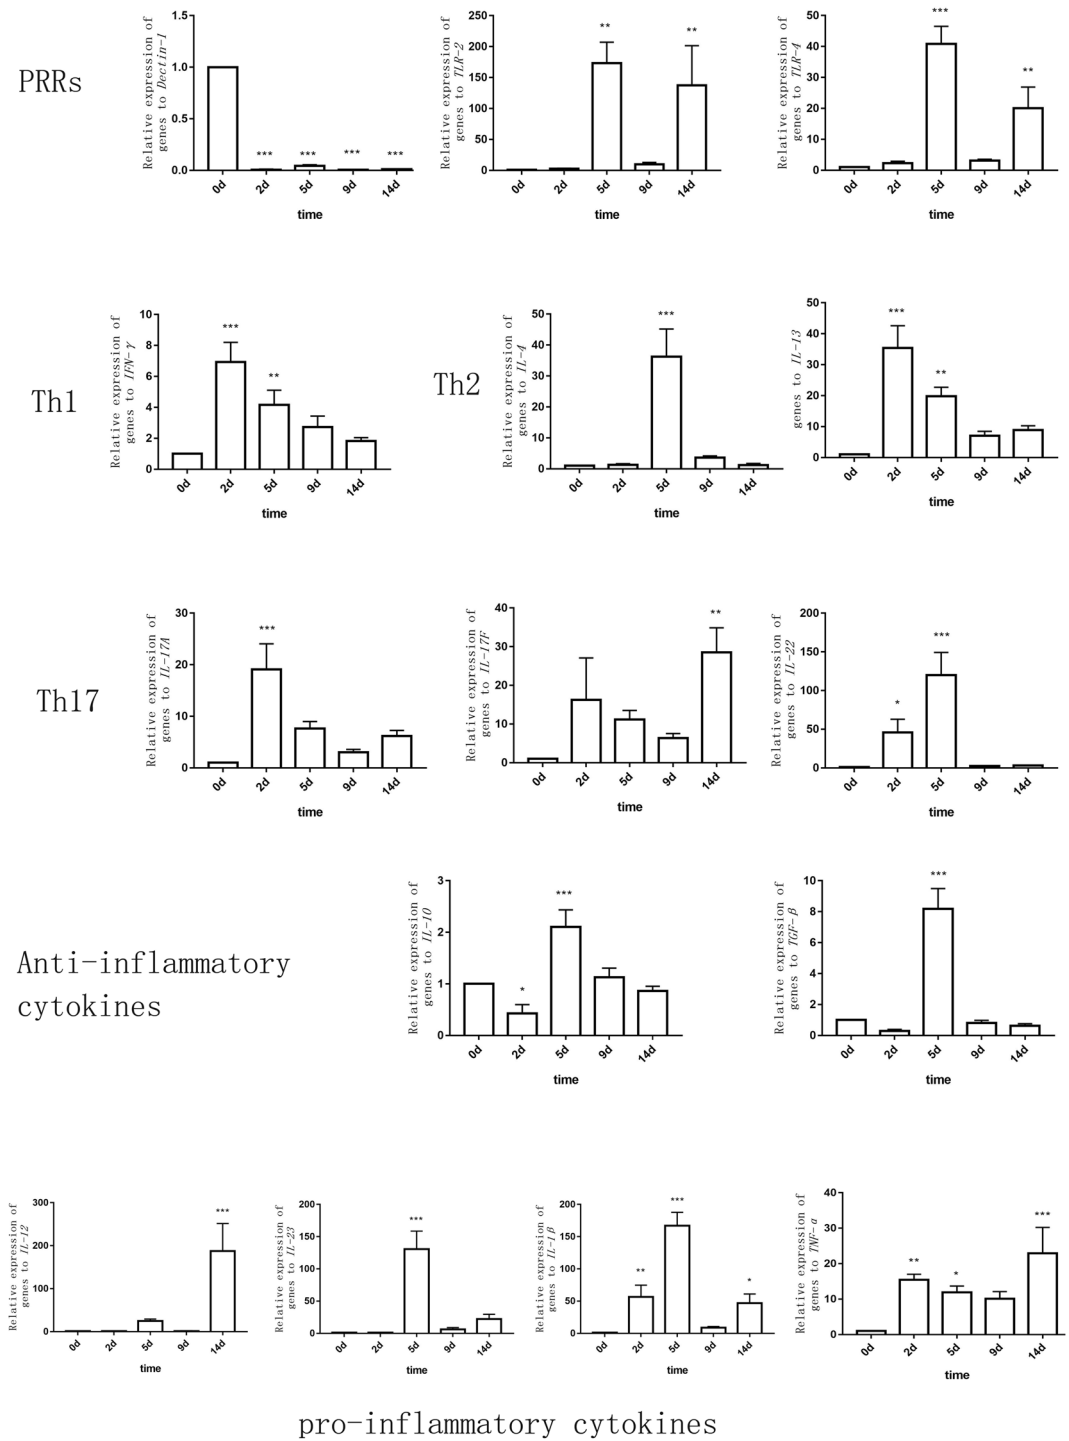 PRRs
Relative expression of
genes to Dectin-1
1.5
1.0
0.5
0.0
***
***
***
***
0d
2d
5d
9d
14d
time
Relative expression of
genes to TLR-2
250
200
150
100
50
0
**
**
0d
2d
5d
9d
14d
time
Relative expression of
genes to TLR-4
50
40
30
20
10
0
***
**
0d
2d
5d
9d
14d
time
Th1
Relative expression of
genes to IFN-γ
10
8
6
4
2
0
***
**
0d
2d
5d
9d
14d
time
Th2
Relative expression of
genes to IL-4
50
40
30
20
10
0
***
0d
2d
5d
9d
14d
time
genes to IL-13
50
40
30
20
10
0
***
**
0d
2d
5d
9d
14d
time
Th17
Relative expression of
genes to IL-17A
30
20
10
0
***
0d
2d
5d
9d
14d
time
Relative expression of
genes to IL-17F
40
30
20
10
0
**
0d
2d
5d
9d
14d
time
Relative expression of
genes to IL-22
200
150
100
50
0
*
***
0d
2d
5d
9d
14d
time
Anti-inflammatory
cytokines
Relative expression of
genes to IL-10
3
2
1
0
*
***
0d
2d
5d
9d
14d
time
Relative expression of
genes to TGF-β
10
8
6
4
2
0
***
0d
2d
5d
9d
14d
time
Relative expression of
genes to IL-12
300
200
100
0
***
0d
2d
5d
9d
14d
time
Relative expression of
genes to IL-23
200
150
100
50
0
***
0d
2d
5d
9d
14d
time
Relative expression of
genes to IL-1β
200
150
100
50
0
**
***
*
0d
2d
5d
9d
14d
time
Relative expression of
genes to TNF-α
40
30
20
10
0
**
*
***
0d
2d
5d
9d
14d
time
pro-inflammatory cytokines